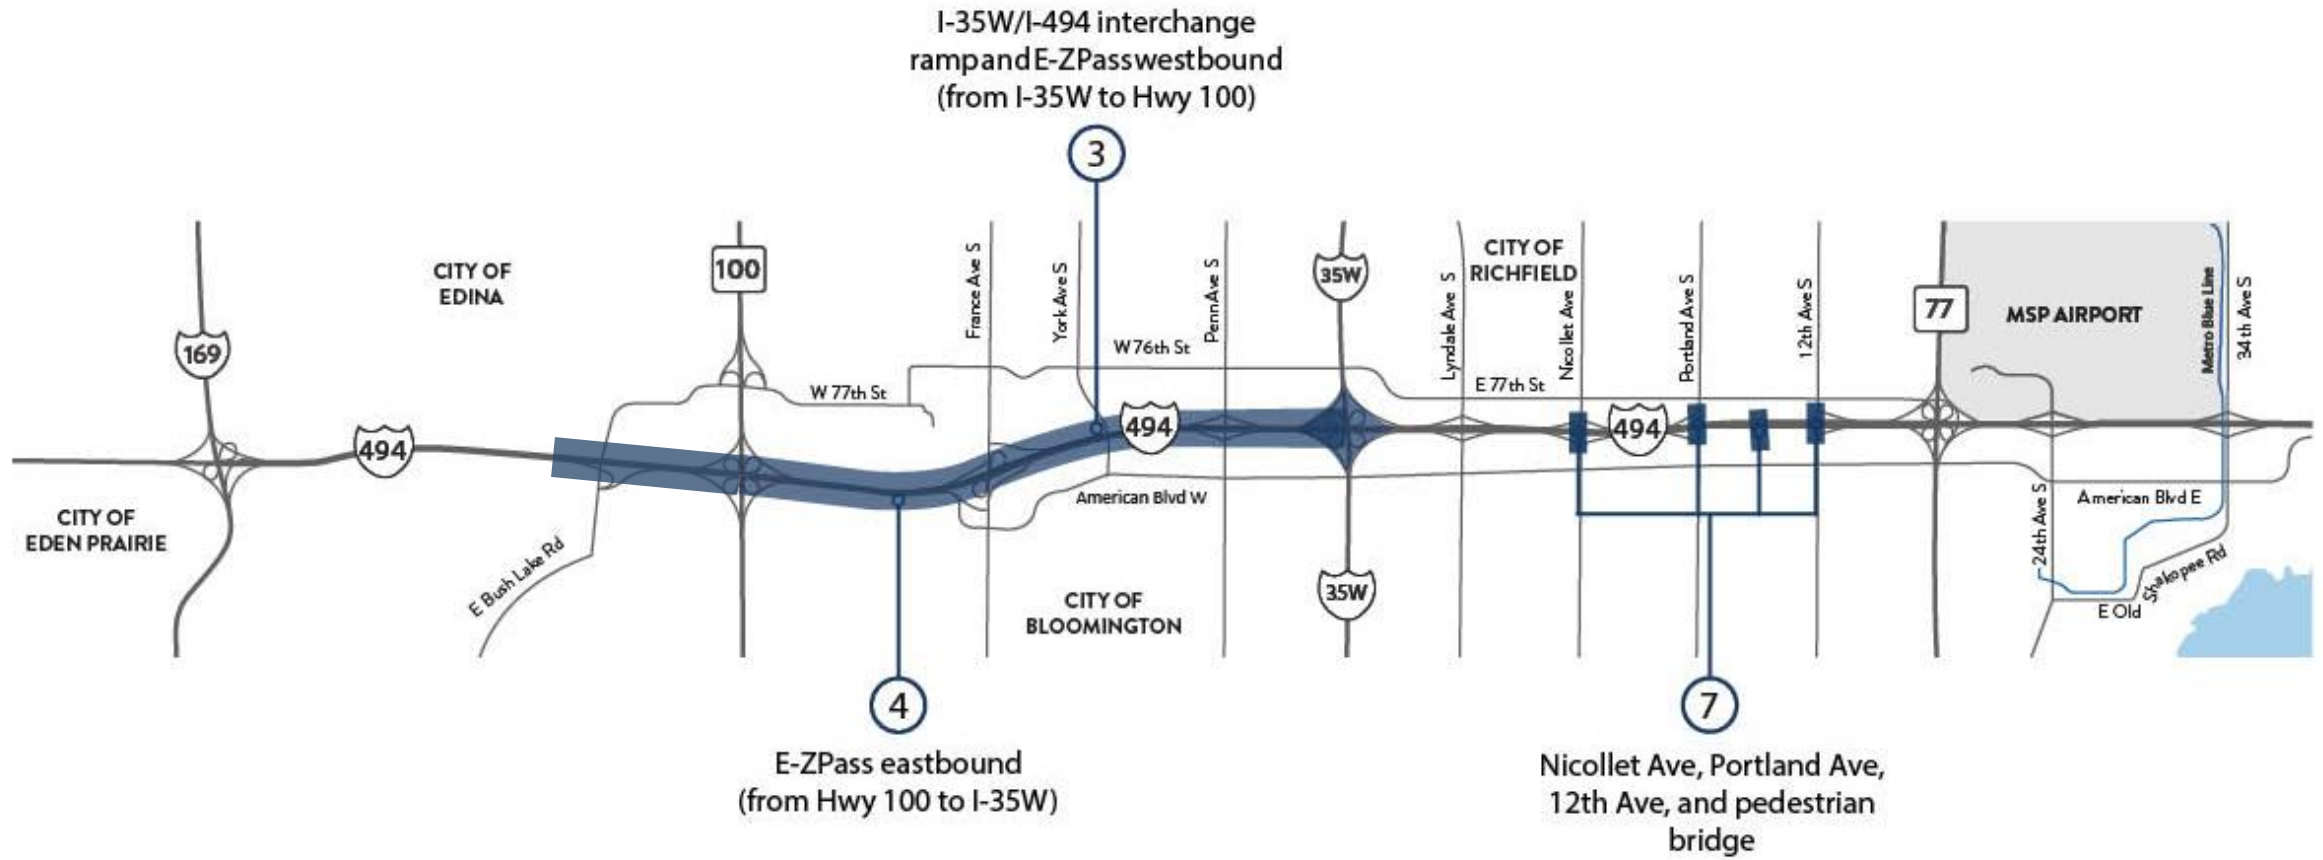 I-35W/I-494 interchange
rampandE-ZPasswestbound
(from I-35W to Hwy 100)
3
CITY OF
EDINA
100
169
494
CITY OF
EDEN PRAIRIE
E Bush Lake Rd
W 77th St
France Ave S
York Ave S
W76th St
PennAve S
494
35W
35W
American Blvd W
CITY OF
BLOOMINGTON
Lyndale Ave S
CITY OF
RICHFIELD
Nicollet Ave
E 77th St
494
Portland Ave S
12th Ave S
77
MSP AIRPORT
Metro Blue Line
34th Ave S
24th Ave S
American Blvd E
E Old
Shakopee Rd
4
E-ZPass eastbound
(from Hwy 100 to I-35W)
7
Nicollet Ave, Portland Ave,
12th Ave, and pedestrian
bridge